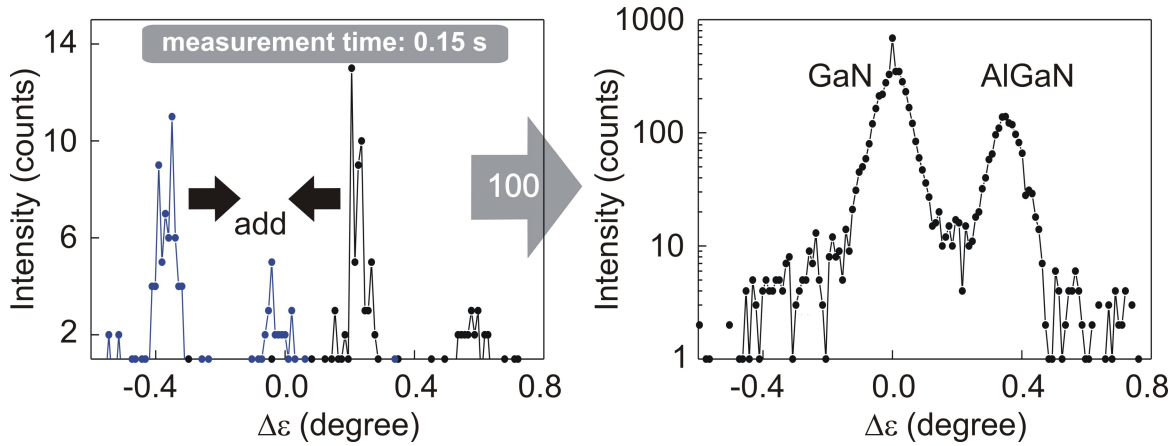 measurement time: 0.15 s
Intensity (counts)
14
10
6
2
add
-0.4
0.0
0.4
0.8
Δε (degree)
100
Intensity (counts)
1000
100
10
1
GaN
AlGaN
-0.4
0.0
0.4
0.8
Δε (degree)